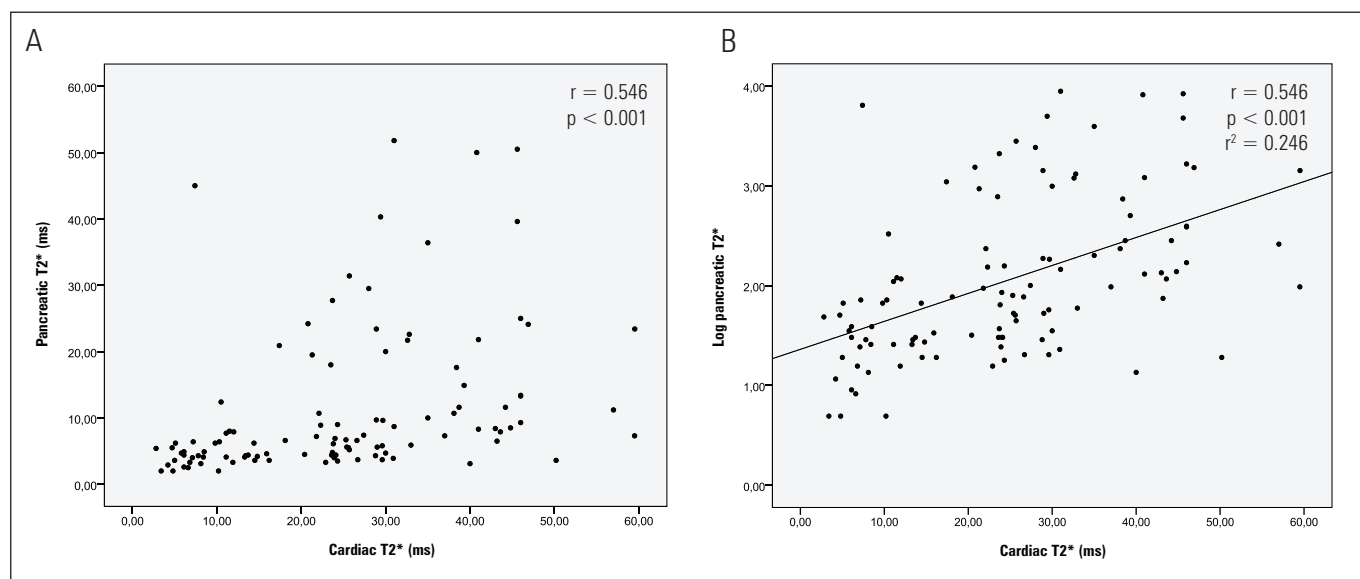 A
r = 0.546
p < 0.001
60,00
50,00
40,00
30,00
20,00
10,00
0,00
Pancreatic T2* (ms)
0,00 10,00 20,00 30,00 40,00 50,00 60,00
Cardiac T2* (ms)
B
r = 0.546
p < 0.001
r² = 0.246
4,00
3,00
2,00
1,00
0,00
Log pancreatic T2*
0,00 10,00 20,00 30,00 40,00 50,00 60,00
Cardiac T2* (ms)